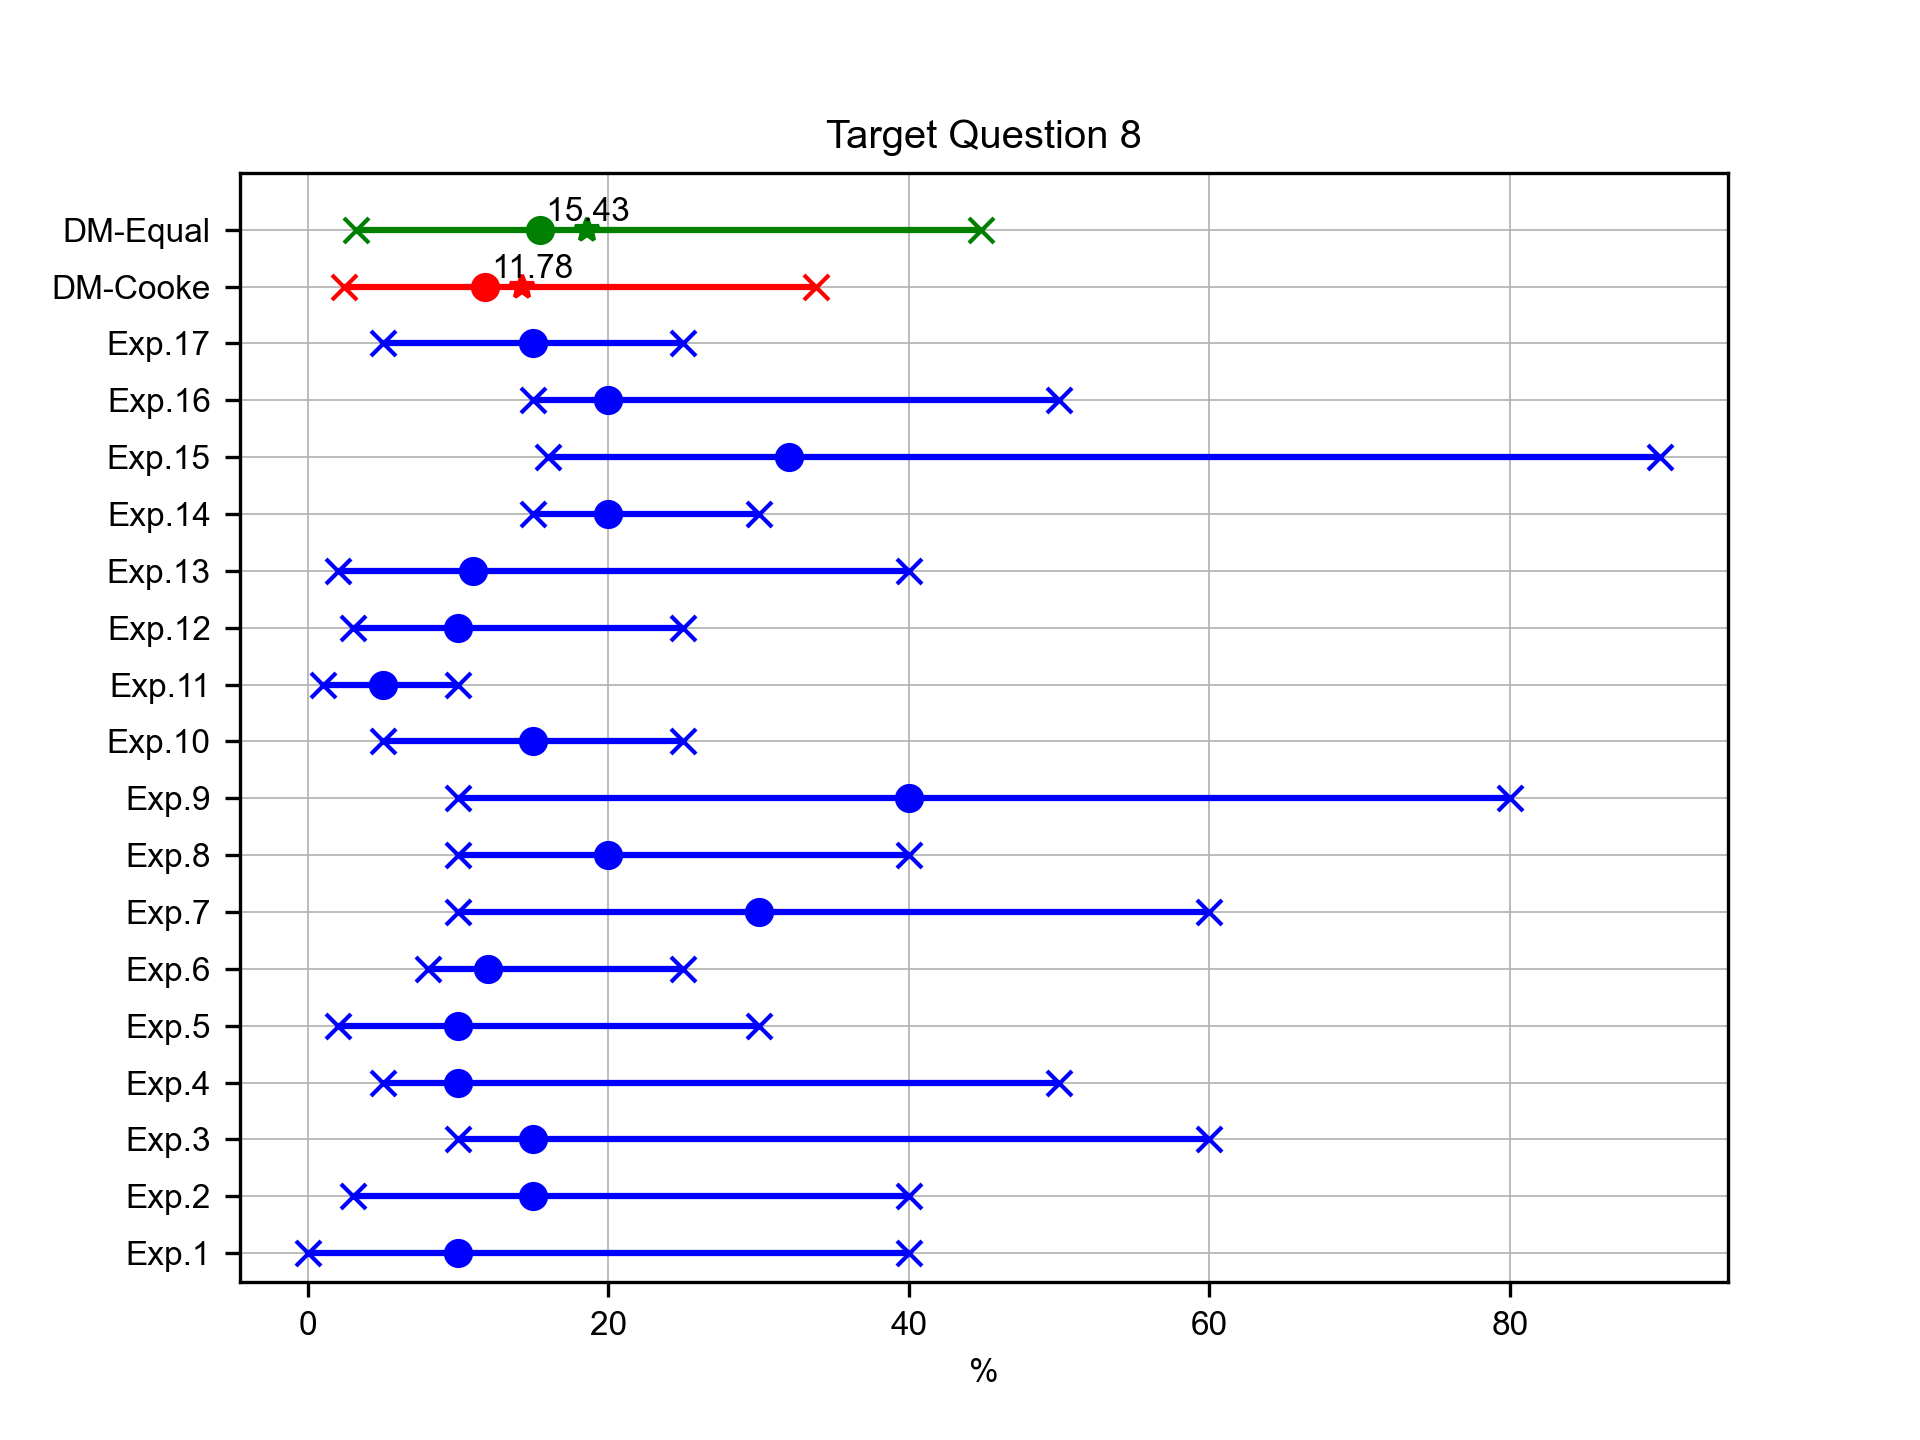 Target Question 8
DM-Equal
15.43
DM-Cooke
11.78
Exp.17
Exp.16
Exp.15
Exp.14
Exp.13
Exp.12
Exp.11
Exp.10
Exp.9
Exp.8
Exp.7
Exp.6
Exp.5
Exp.4
Exp.3
Exp.2
Exp.1
0 20 40 60 80
%